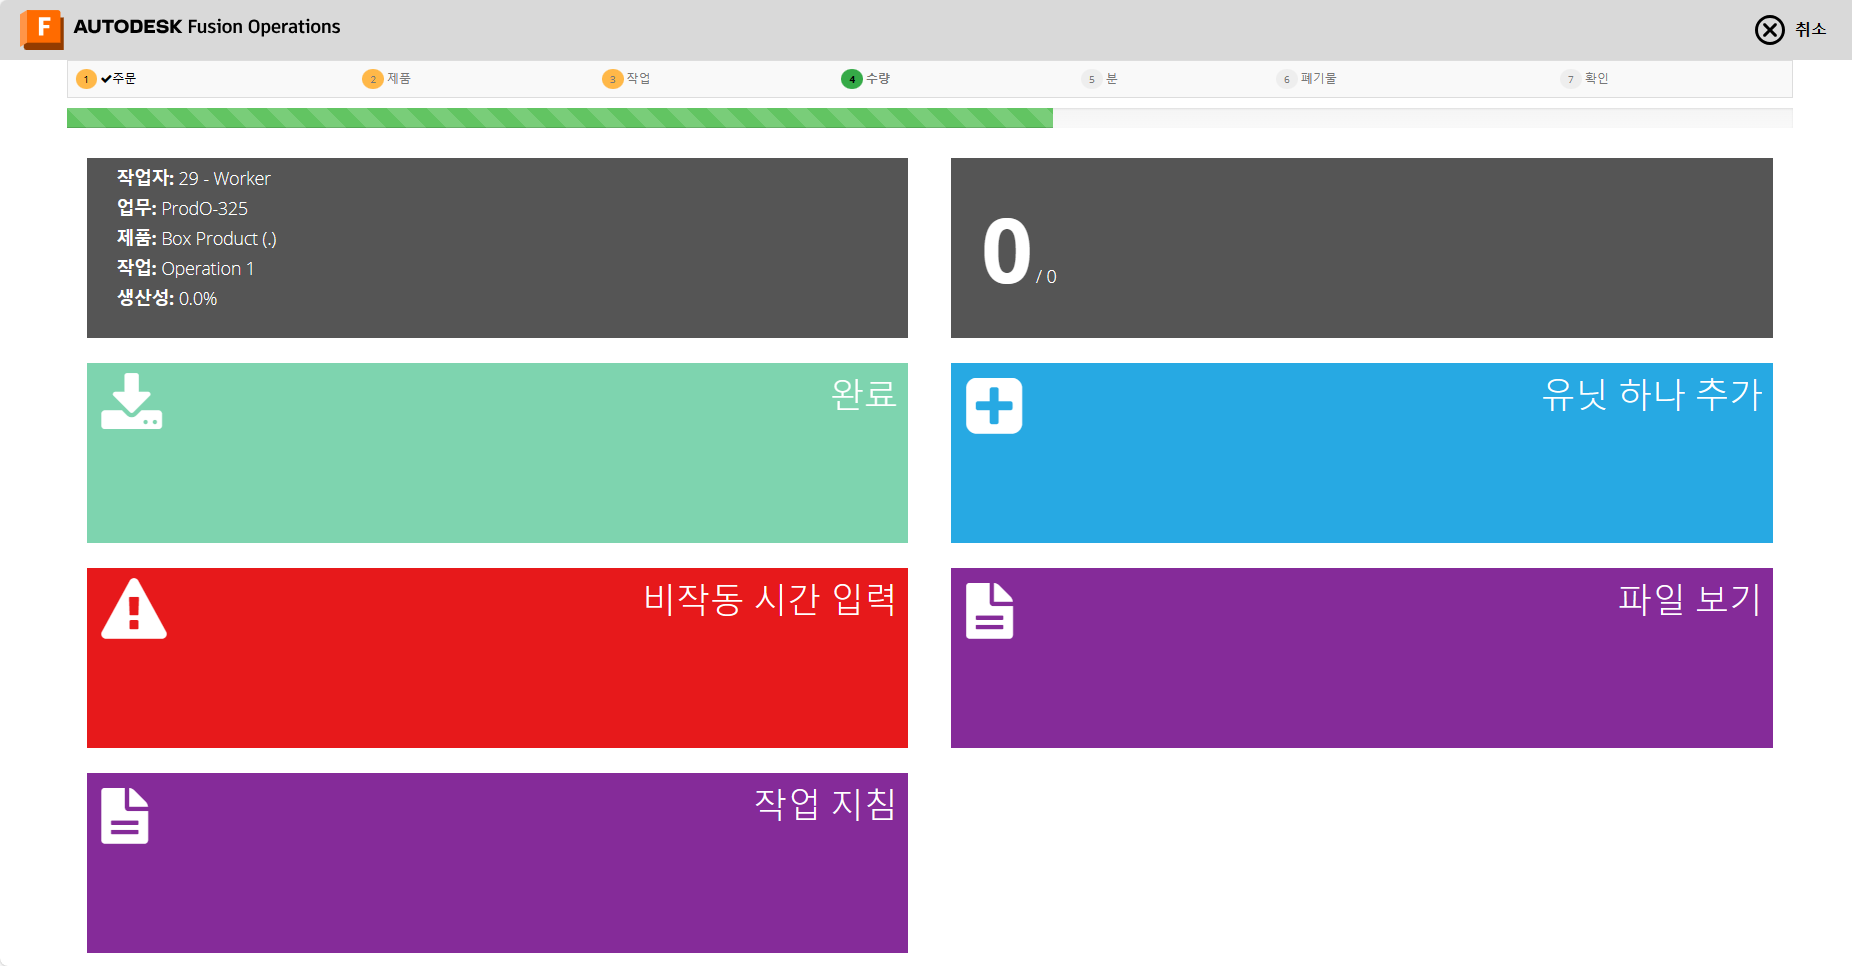 F AUTODESK Fusion Operations
취소
1 주문 2 제품 3 작업 4 수량 5 분 6 폐기물 7 확인
작업자: 29 - Worker
업무: ProdO-325
제품: Box Product (.)
작업: Operation 1
생산성: 0.0%
0 / 0
완료
유닛 하나 추가
비작동 시간 입력
파일 보기
작업 지침